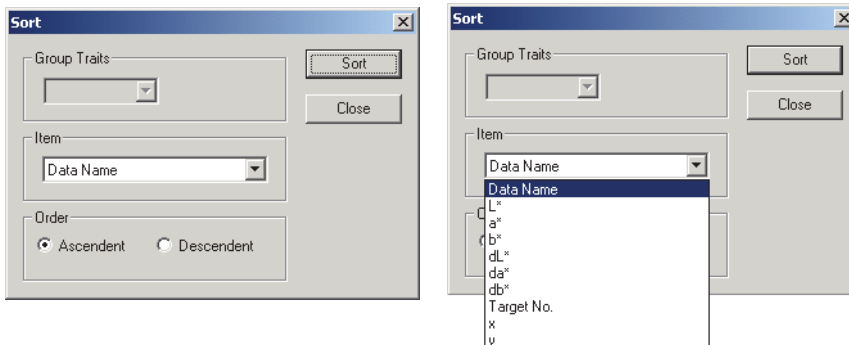 Sort
Group Traits
Sort
Close
Item
Data Name
Order
Ascendent Descendent
Sort
Group Traits
Sort
Close
Item
Data Name
Data Name
L*
a*
b*
dL*
da*
db*
Target No.
x
y